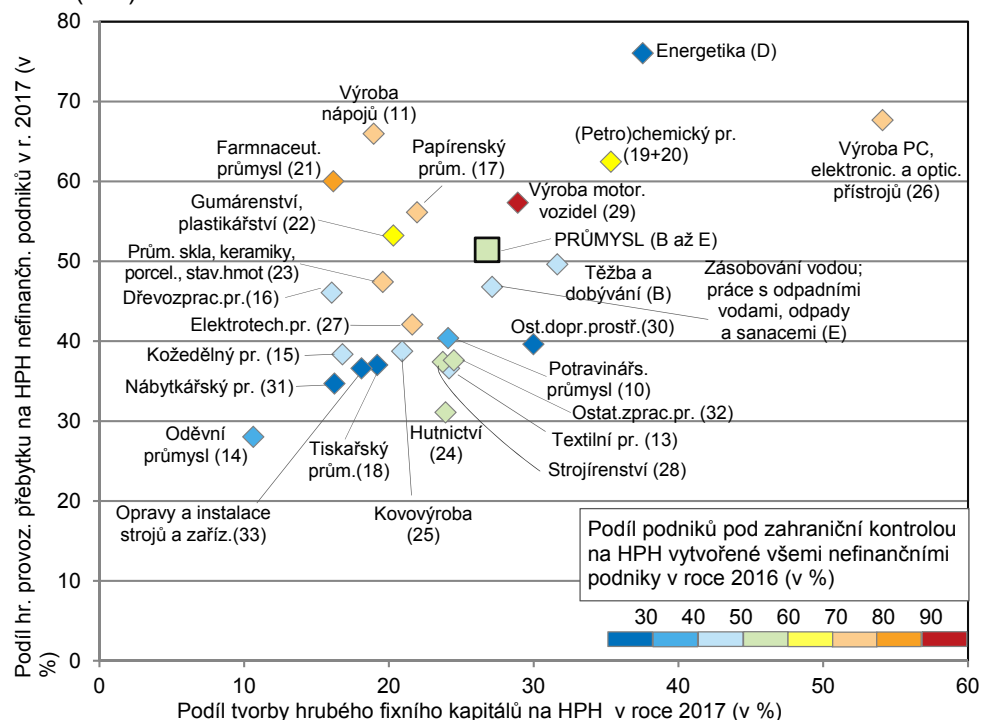 80
70
60
50
40
30
20
10
0
0
10
20
30
40
50
60
Podíl hr. provoz. přebytku na HPH nefinančn. podniků v r. 2017 (v
%)
Podíl tvorby hrubého fixního kapitálů na HPH v roce 2017 (v %)
Energetika (D)
Výroba
nápojů (11)
Farmnaceut.
průmysl (21)
Papírenský
prům. (17)
(Petro)chemický pr.
(19+20)
Výroba PC,
elektronic. a optic.
přístrojů (26)
Gumárenství,
plastikářství (22)
Výroba motor.
vozidel (29)
PRŮMYSL (B až E)
Prům. skla, keramiky,
porcel., stav.hmot (23)
Těžba a
dobývání (B)
Zásobování vodou;
práce s odpadními
vodami, odpady
a sanacemi (E)
Dřevozprac.pr.(16)
Elektrotech.pr. (27)
Ost.dopr.prostř.(30)
Kožedělný pr. (15)
Nábytkářský pr. (31)
Potravinářs.
průmysl (10)
Ostat.zprac.pr. (32)
Oděvní
průmysl (14)
Tiskařský
prům.(18)
Hutnictví
(24)
Textilní pr. (13)
Strojírenství (28)
Opravy a instalace
strojů a zaříz.(33)
Kovovýroba
(25)
Podíl podniků pod zahraniční kontrolou
na HPH vytvořené všemi nefinančními
podniky v roce 2016 (v %)
30 40 50 60 70 80 90